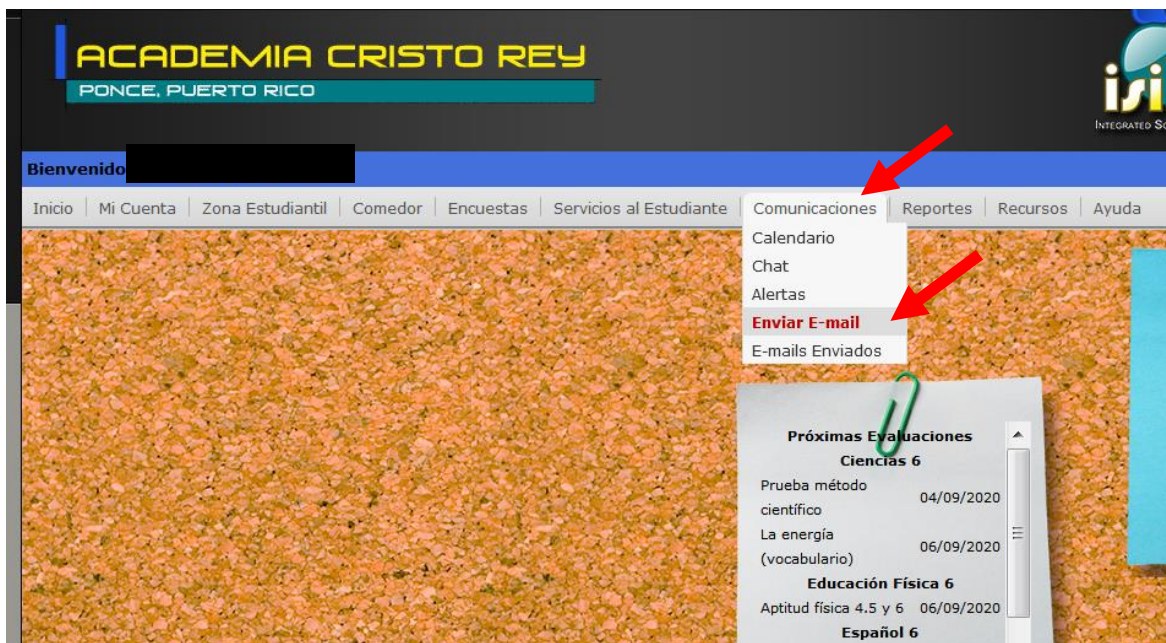 ACADEMIA CRISTO REY
PONCE, PUERTO RICO
INTEGRATED
Bienvenido
Inicio Mi Cuenta Zona Estudiantil Comedor Encuestas Servicios al Estudiante Comunicaciones Reportes Recursos Ayuda
Calendario
Chat
Alertas
Enviar E-mail
E-mails Enviados
Próximas Evaluaciones
Ciencias 6
Prueba método
científico 04/09/2020
La energía
(vocabulario) 06/09/2020
Educación Física 6
Aptitud física 4.5 y 6 06/09/2020
Español 6